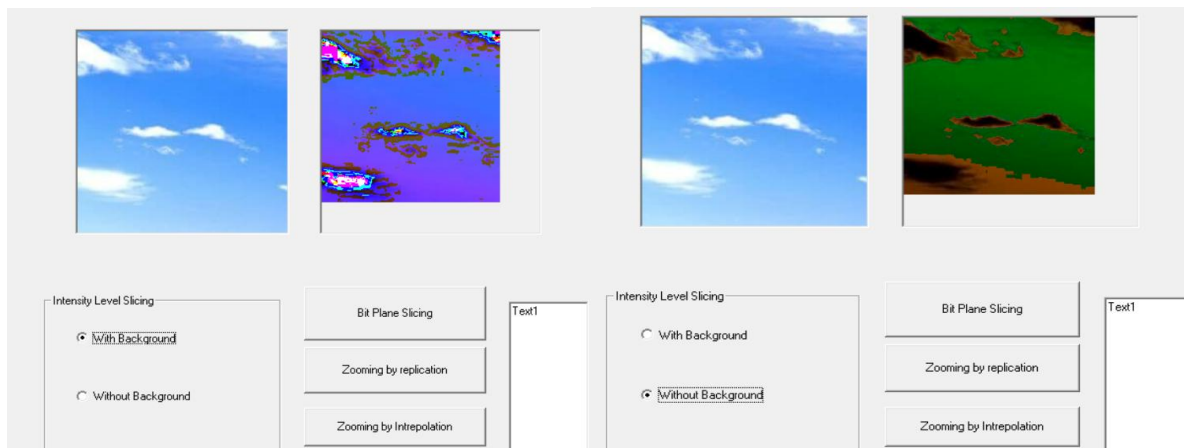 Intensity Level Slicing
With Background
Without Background
Bit Plane Slicing
Zooming by replication
Zooming by Intrepolation
Text1
Intensity Level Slicing
With Background
Without Background
Bit Plane Slicing
Zooming by replication
Zooming by Intrepolation
Text1